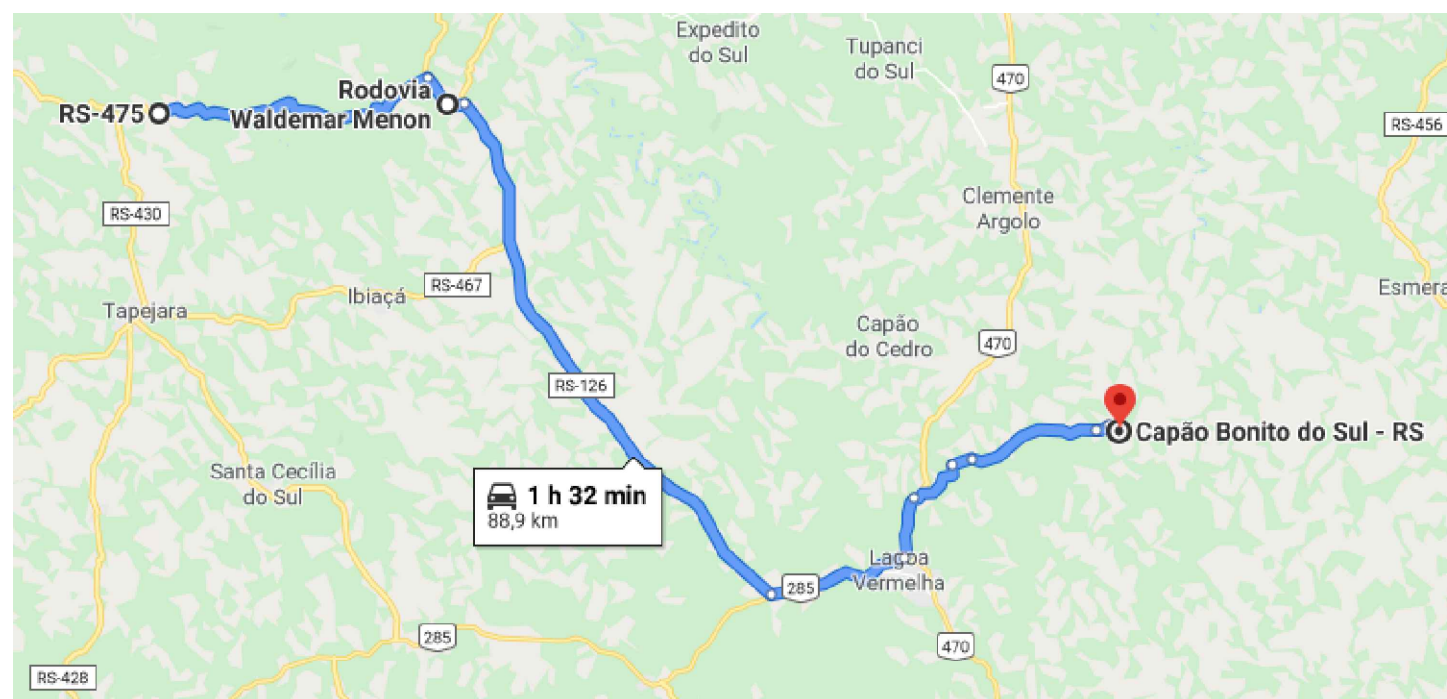 Expedito
do Sul
Tupanci
do Sul
470
Rodovia
Waldemar Menon
RS-475
RS-456
Clemente
Argolo
RS-430
RS-467
Ibiaçá
Esmera
Tapejara
Capão
do Cedro
470
RS-126
Capão Bonito do Sul - RS
Santa Cecília
do Sul
1 h 32 min
88,9 km
Lagoa
Vermelha
285
285
470
RS-428